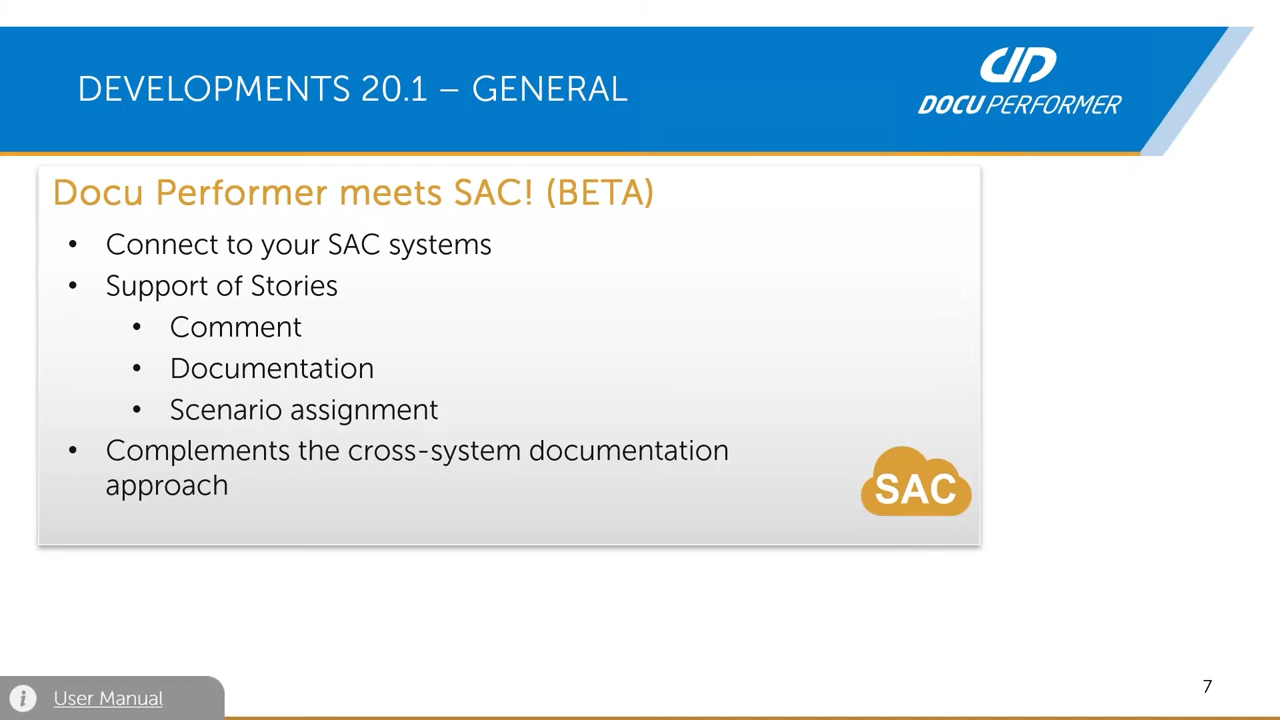 DEVELOPMENTS 20.1 – GENERAL
DOCU PERFORMER
Docu Performer meets SAC! (BETA)
• Connect to your SAC systems
• Support of Stories
• Comment
• Documentation
• Scenario assignment
• Complements the cross-system documentation
approach
SAC
i User Manual
7